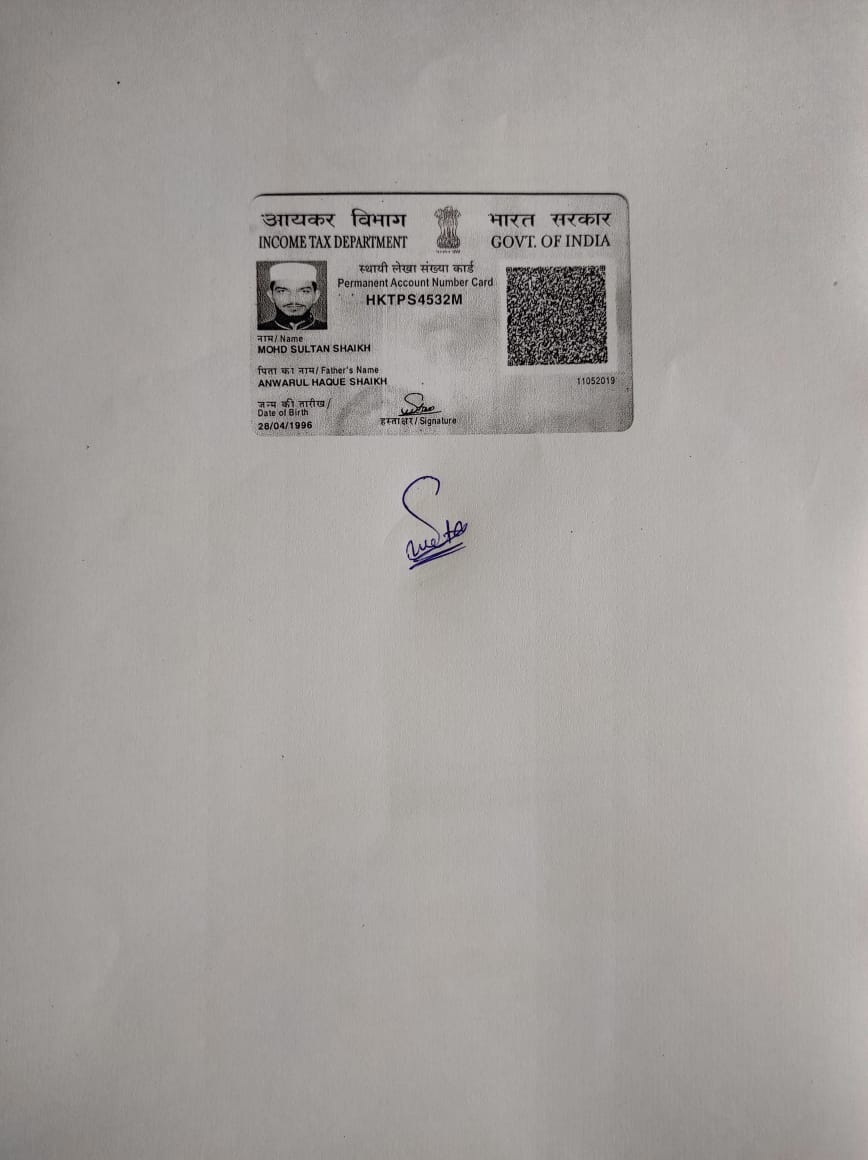 आयकर विभाग
INCOME TAX DEPARTMENT
भारत सरकार
GOVT. OF INDIA
स्थायी लेखा संख्या कार्ड
Permanent Account Number Card
HKTPS4532M
नाम/ Name
MOHD SULTAN SHAIKH
पिता का नाम/ Father's Name
ANWARUL HAQUE SHAIKH
11052019
जन्म की तारीख/
Date of Birth
28/04/1996
हस्ताक्षर/ Signature